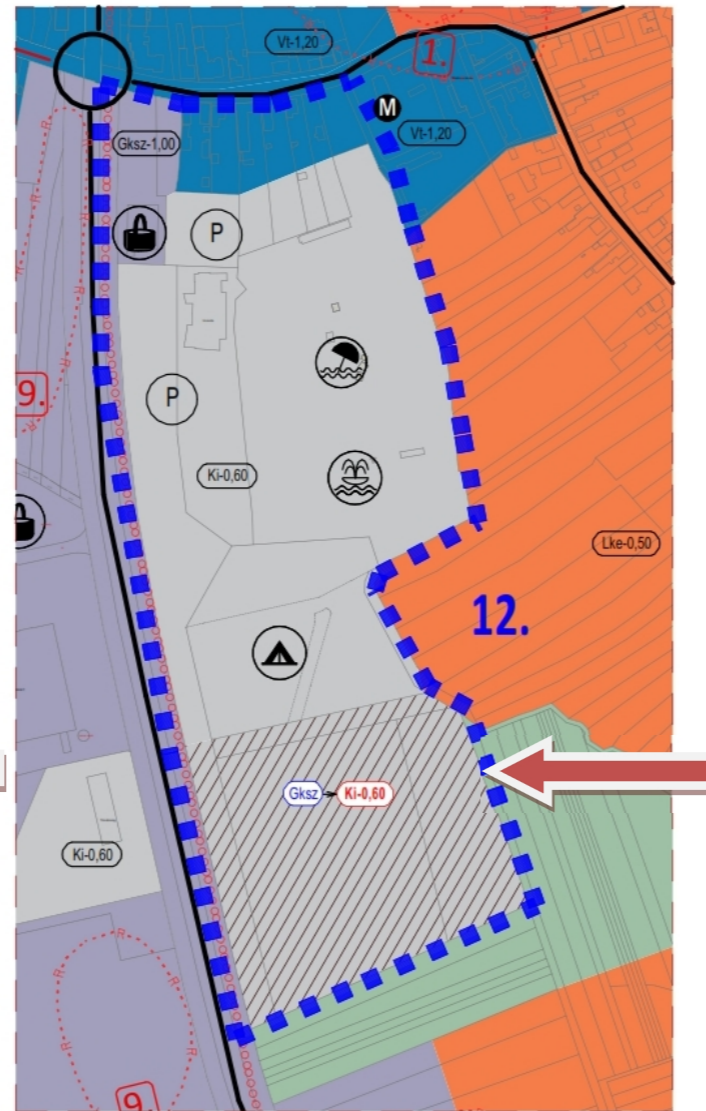 Vt-1,20
1.
M
Vt-1,20
Gksz-1,00
P
9.
P
Ki-0,60
Lke-0,50
12.
Gksz
Ki-0,60
Ki-0,60
9.
R
R
R
R
R
R
R
R